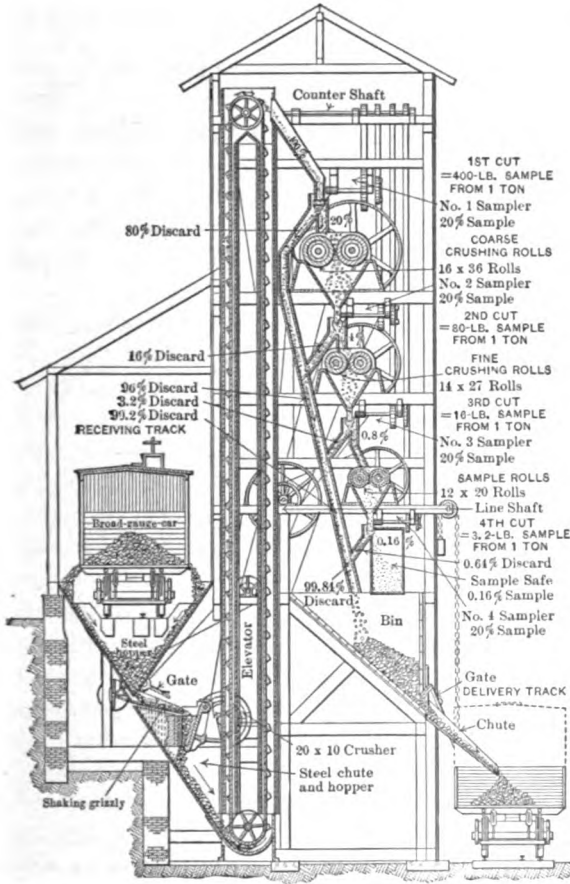 Counter Shaft
100%
1ST CUT
=400-LB. SAMPLE
FROM 1 TON
No. 1 Sampler
20% Sample
20%
80% Discard
COARSE
CRUSHING ROLLS
16 x 36 Rolls
No. 2 Sampler
20% Sample
2ND CUT
=80-LB. SAMPLE
FROM 1 TON
4%
16% Discard
FINE
CRUSHING ROLLS
14 x 27 Rolls
96% Discard
3.2% Discard
99.2% Discard
3RD CUT
=16-LB. SAMPLE
FROM 1 TON
No. 3 Sampler
20% Sample
0.8%
RECEIVING TRACK
Broad-gauge-car
SAMPLE ROLLS
12 x 20 Rolls
Line Shaft
4TH CUT
=3.2-LB. SAMPLE
FROM 1 TON
0.16%
0.64% Discard
Sample Safe
0.16% Sample
No. 4 Sampler
20% Sample
99.84%
Discard
Bin
Steel
hopper
Gate
Elevator
Gate
DELIVERY TRACK
Chute
20 x 10 Crusher
Steel chute
and hopper
Shaking grizzly